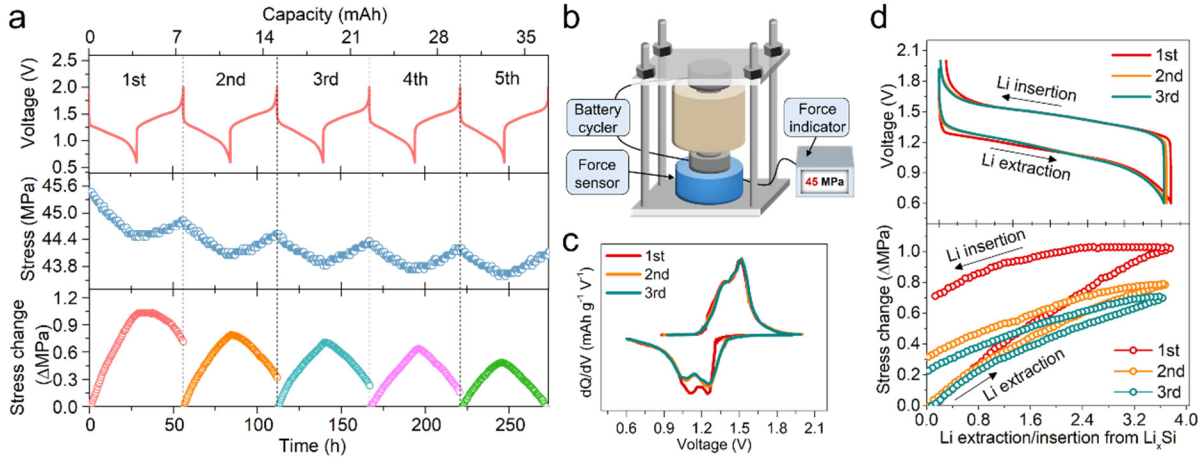 a
Capacity (mAh)
0 7 15 22 30 35
Voltage (V)
2.5
2.0
1.5
1.0
0.5
1st 2nd 3rd 4th 5th
Stress (MPa)
45.6
45.0
44.4
43.8
Stress change
(ΔMPa)
1.2
0.9
0.6
0.3
0.0
0 50 100 150 200 250
Time (h)
b
Battery
cycler
Force
sensor
Force
indicator
45 MPa
c
1st
2nd
3rd
dQ/dV (mAh g⁻¹ V⁻¹)
0.6 0.9 1.2 1.5 1.8 2.1
Voltage (V)
d
Voltage (V)
2.1
1.8
1.5
1.2
0.9
0.6
1st
2nd
3rd
Li insertion
Li extraction
Stress change (ΔMPa)
1.0
0.8
0.6
0.4
0.2
0.0
Li insertion
Li extraction
1st
2nd
3rd
0.0 0.8 1.6 2.4 3.2 4.0
Li extraction/insertion from LiₓSi